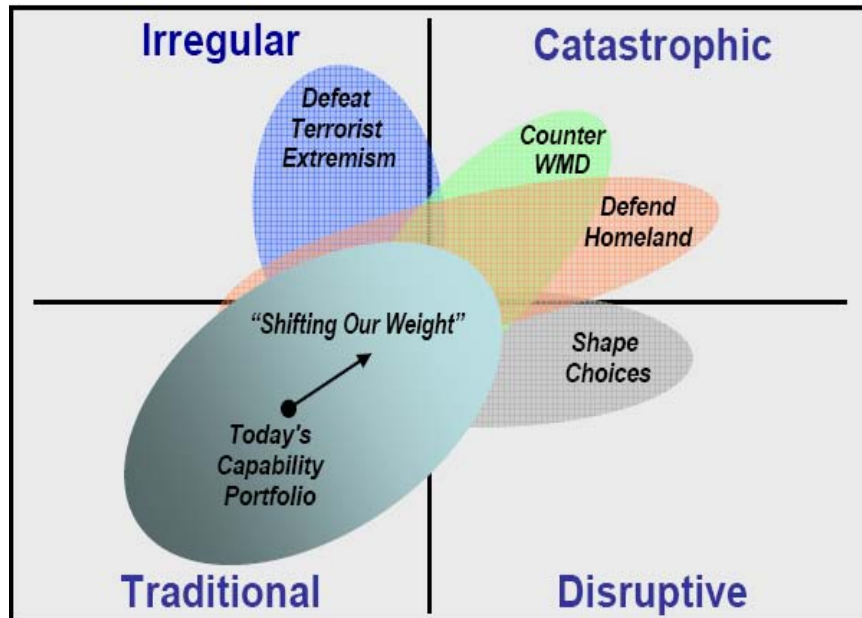 Irregular
Catastrophic
Defeat
Terrorist
Extremism
Counter
WMD
Defend
Homeland
"Shifting Our Weight"
Shape
Choices
Today's
Capability
Portfolio
Traditional
Disruptive